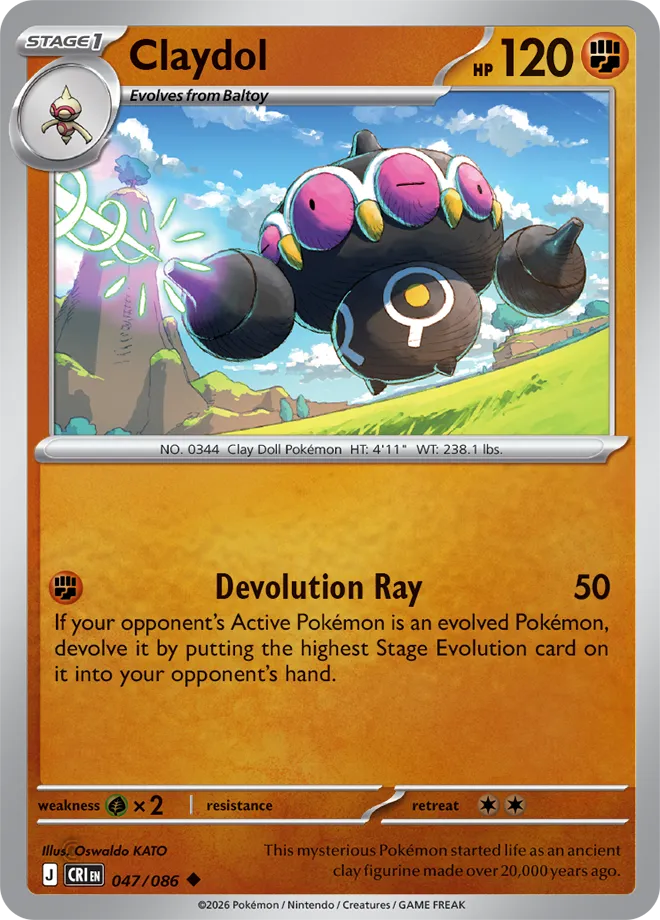 STAGE 1
Claydol
HP 120
Evolves from Baltoy
NO. 0344 Clay Doll Pokémon HT: 4'11" WT: 238.1 lbs.
Devolution Ray 50
If your opponent's Active Pokémon is an evolved Pokémon,
devolve it by putting the highest Stage Evolution card on
it into your opponent's hand.
weakness ×2 resistance retreat
Illus. Oswaldo KATO
This mysterious Pokémon started life as an ancient
clay figurine made over 20,000 years ago.
J CRI EN 047/086
©2026 Pokémon / Nintendo / Creatures / GAME FREAK